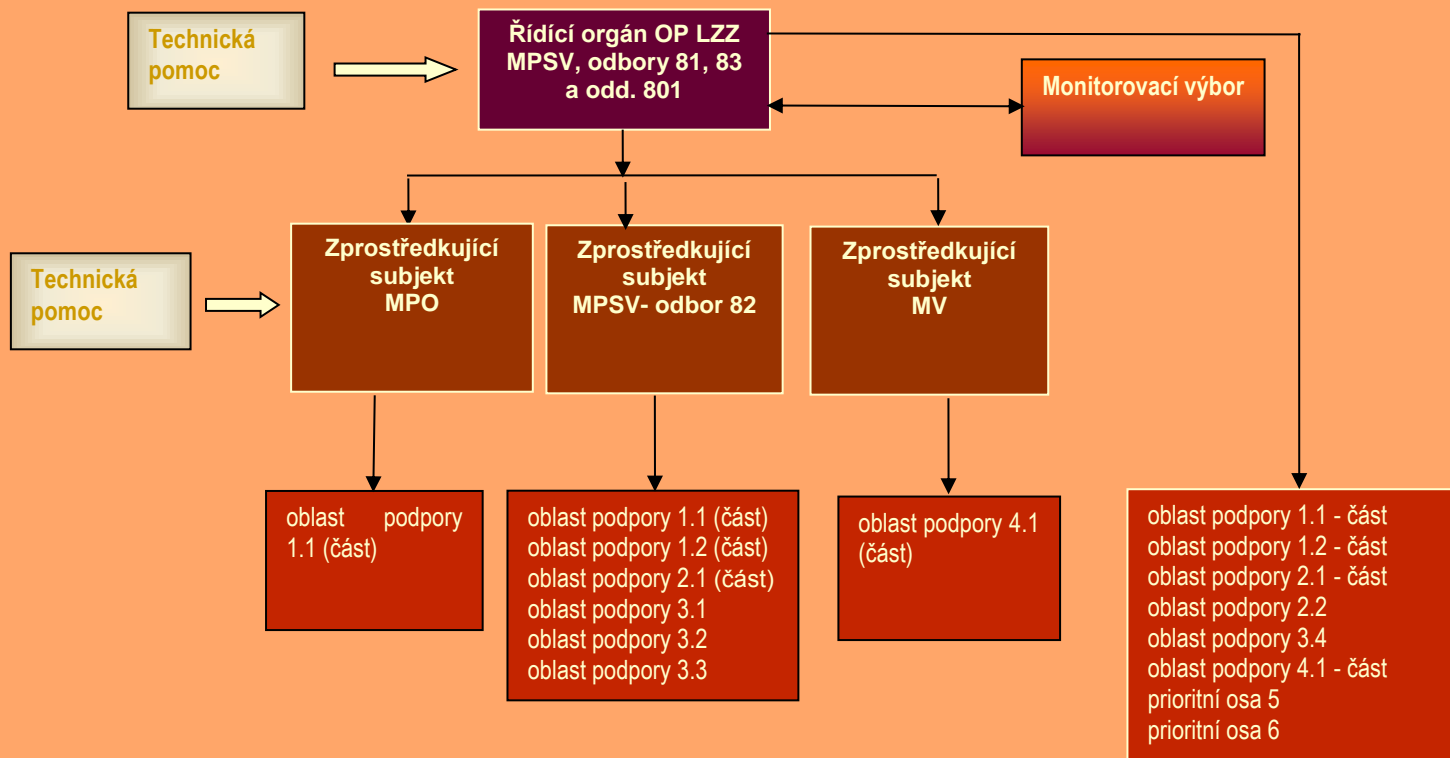 Technická
pomoc
Řídící orgán OP LZZ
MPSV, odbory 81, 83
a odd. 801
Monitorovací výbor
Technická
pomoc
Zprostředkující
subjekt
MPO
Zprostředkující
subjekt
MPSV- odbor 82
Zprostředkující
subjekt
MV
oblast podpory
1.1 (část)
oblast podpory 1.1 (část)
oblast podpory 1.2 (část)
oblast podpory 2.1 (část)
oblast podpory 3.1
oblast podpory 3.2
oblast podpory 3.3
oblast podpory 4.1
(část)
oblast podpory 1.1 - část
oblast podpory 1.2 - část
oblast podpory 2.1 - část
oblast podpory 2.2
oblast podpory 3.4
oblast podpory 4.1 - část
prioritní osa 5
prioritní osa 6